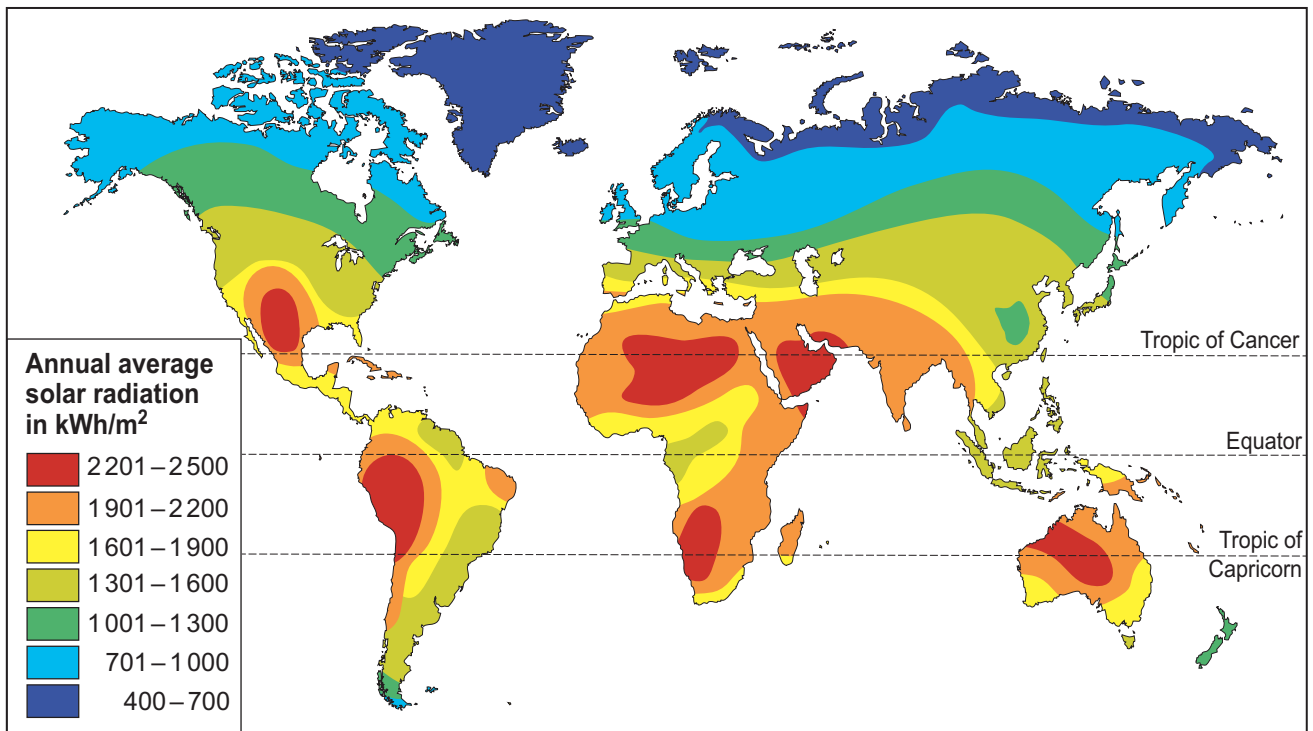 Annual average
solar radiation
in kWh/m²
2201–2500
1901–2200
1601–1900
1301–1600
1001–1300
701–1000
400–700
Tropic of Cancer
Equator
Tropic of
Capricorn